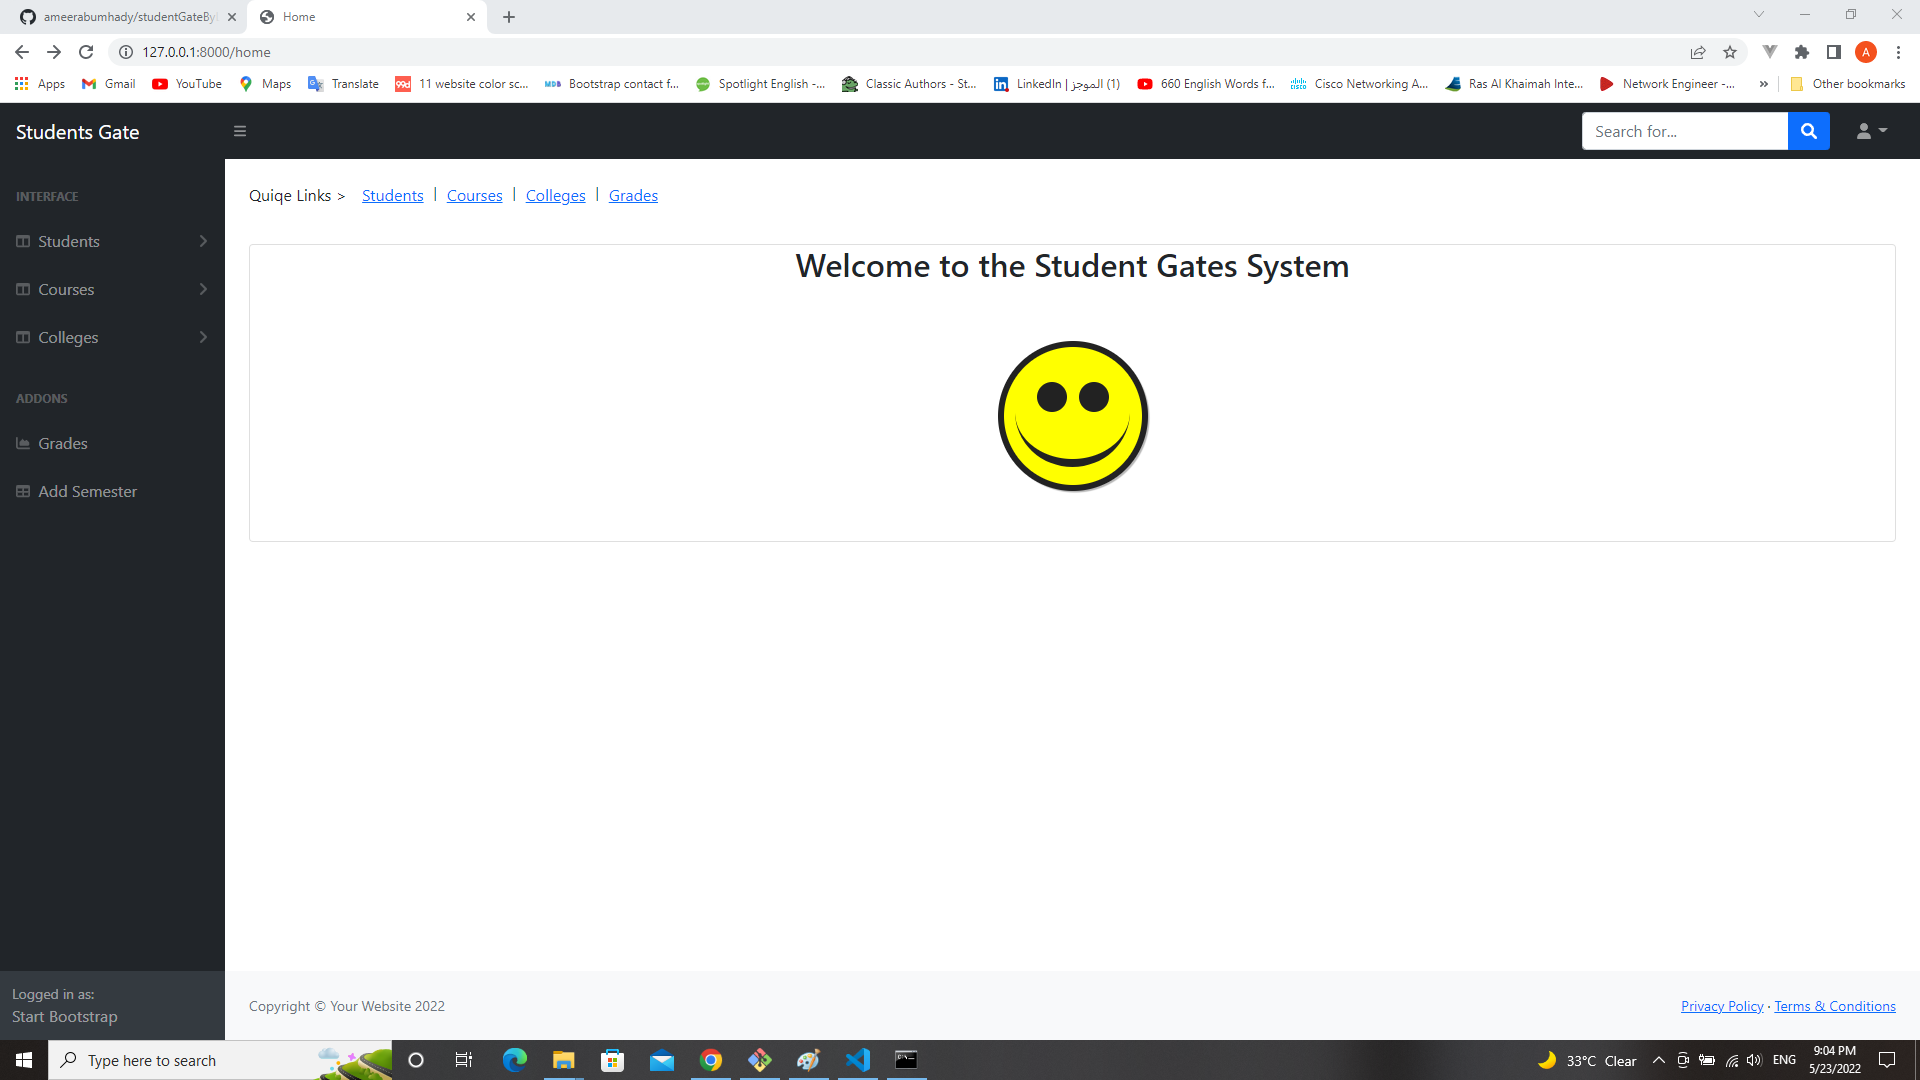 ameerabumhady/studentGateBy
Home
127.0.0.1:8000/home
Apps
Gmail
YouTube
Maps
Translate
11 website color sc...
Bootstrap contact f...
Spotlight English -...
Classic Authors - St...
(1) الموجز | LinkedIn
660 English Words f...
Cisco Networking A...
Ras Al Khaimah Inte...
Network Engineer -...
»
Other bookmarks
A
Students Gate
Search for...
INTERFACE
Students
Courses
Colleges
ADDONS
Grades
Add Semester
Logged in as:
Start Bootstrap
Quiqe Links > Students | Courses | Colleges | Grades
Welcome to the Student Gates System
Copyright © Your Website 2022
Privacy Policy · Terms & Conditions
Type here to search
33°C Clear
ENG
9:04 PM
5/23/2022